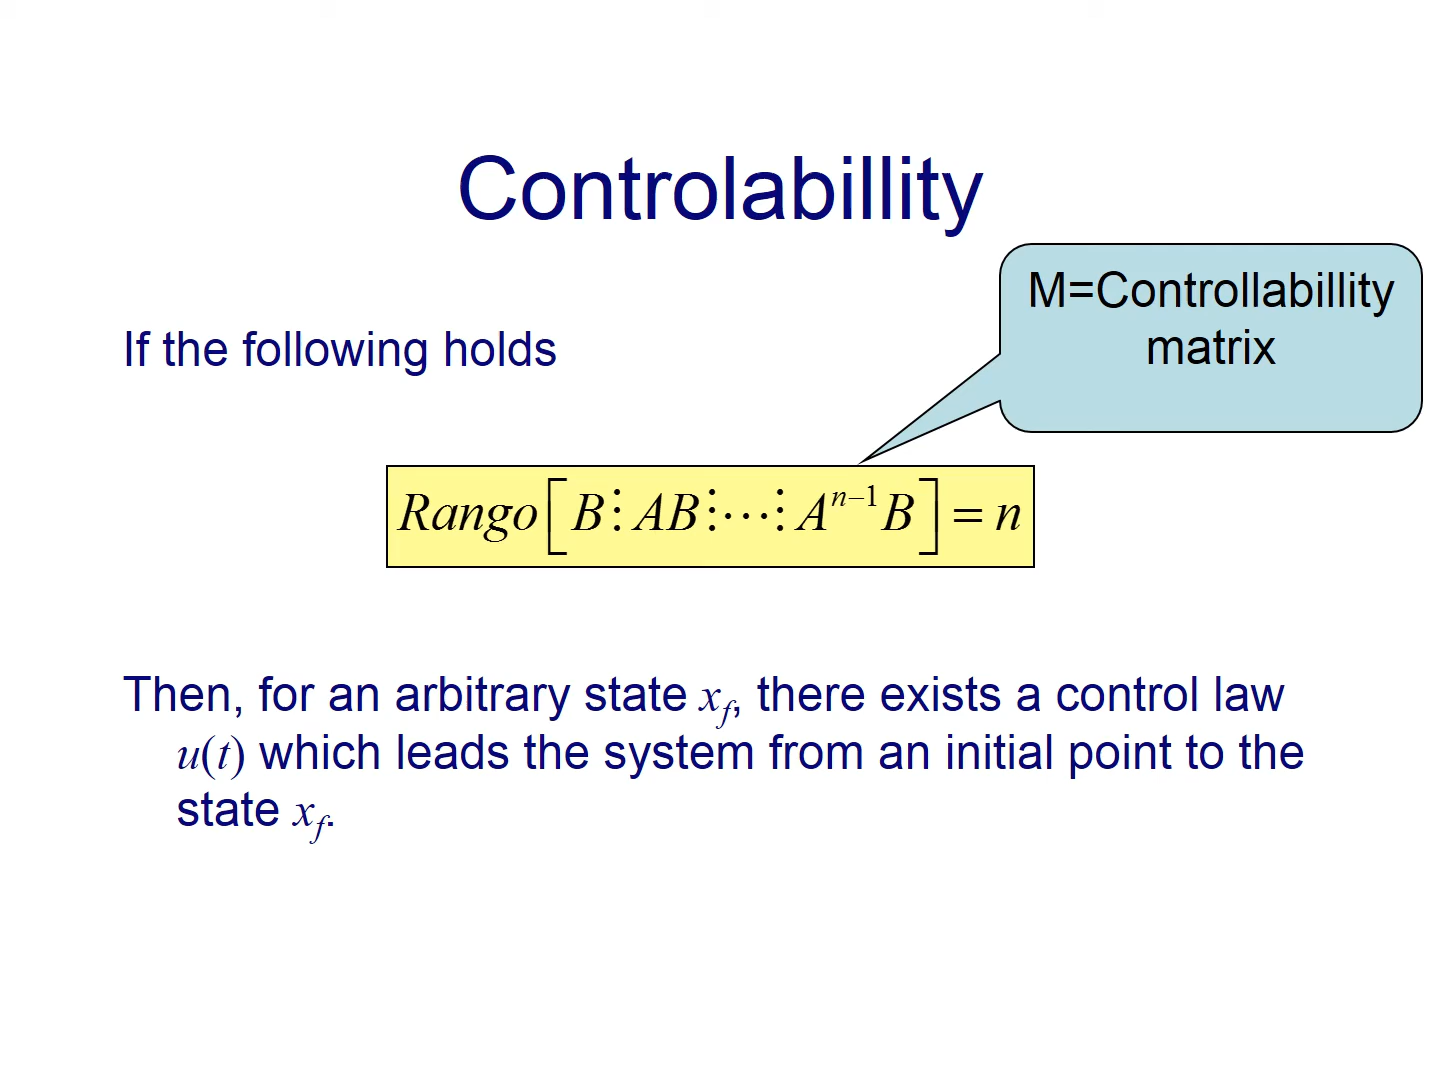 Controlabillity
M=Controllabillity
matrix
If the following holds
Rango[B⋮AB⋮⋯⋮A^{n−1}B]=n
Then, for an arbitrary state x_f, there exists a control law
u(t) which leads the system from an initial point to the
state x_f.